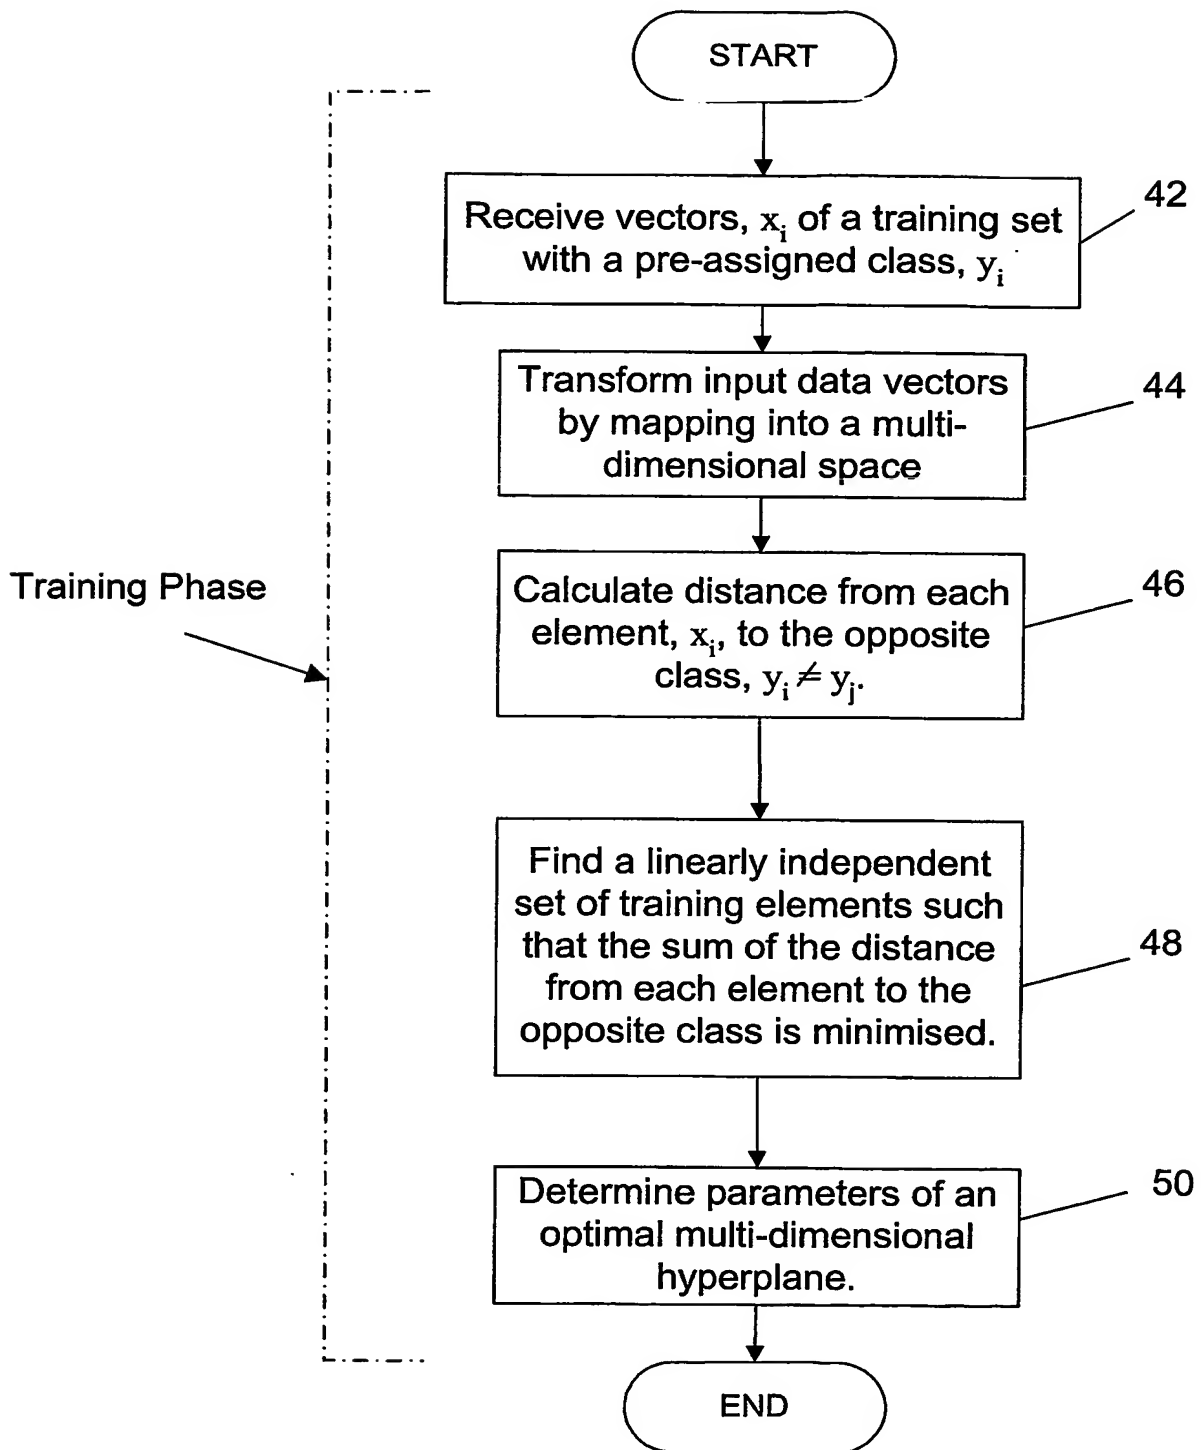 START
Receive vectors, xi of a training set
with a pre-assigned class, yi
42
Transform input data vectors
by mapping into a multi-
dimensional space
44
Training Phase
Calculate distance from each
element, xi, to the opposite
class, yi ≠ yj.
46
Find a linearly independent
set of training elements such
that the sum of the distance
from each element to the
opposite class is minimised.
48
Determine parameters of an
optimal multi-dimensional
hyperplane.
50
END